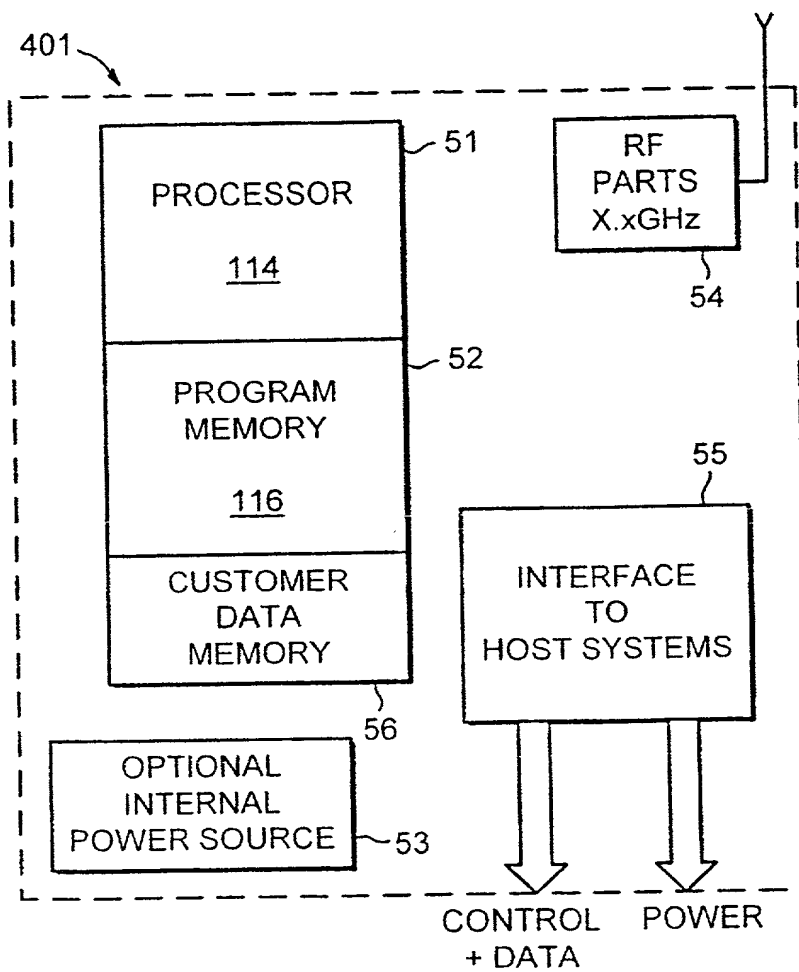 401
51
PROCESSOR
114
RF
PARTS
X.xGHz
54
52
PROGRAM
MEMORY
116
55
CUSTOMER
DATA
MEMORY
56
INTERFACE
TO
HOST SYSTEMS
OPTIONAL
INTERNAL
POWER SOURCE
53
CONTROL
+ DATA
POWER